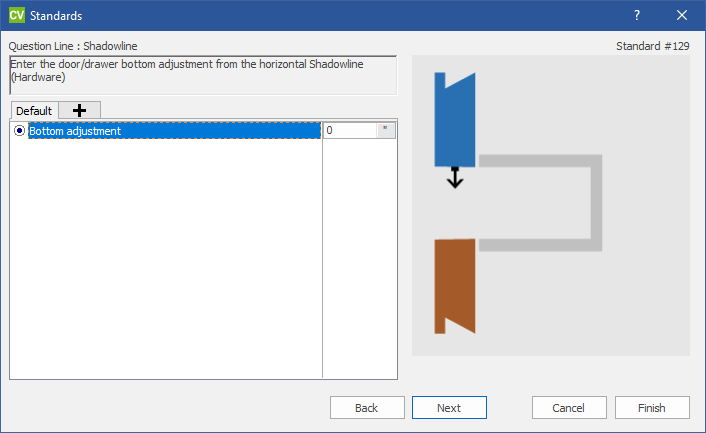 CV Standards ?
Question Line : Shadowline Standard #129
Enter the door/drawer bottom adjustment from the horizontal Shadowline
(Hardware)
Default
Bottom adjustment 0 "
Back Next Cancel Finish